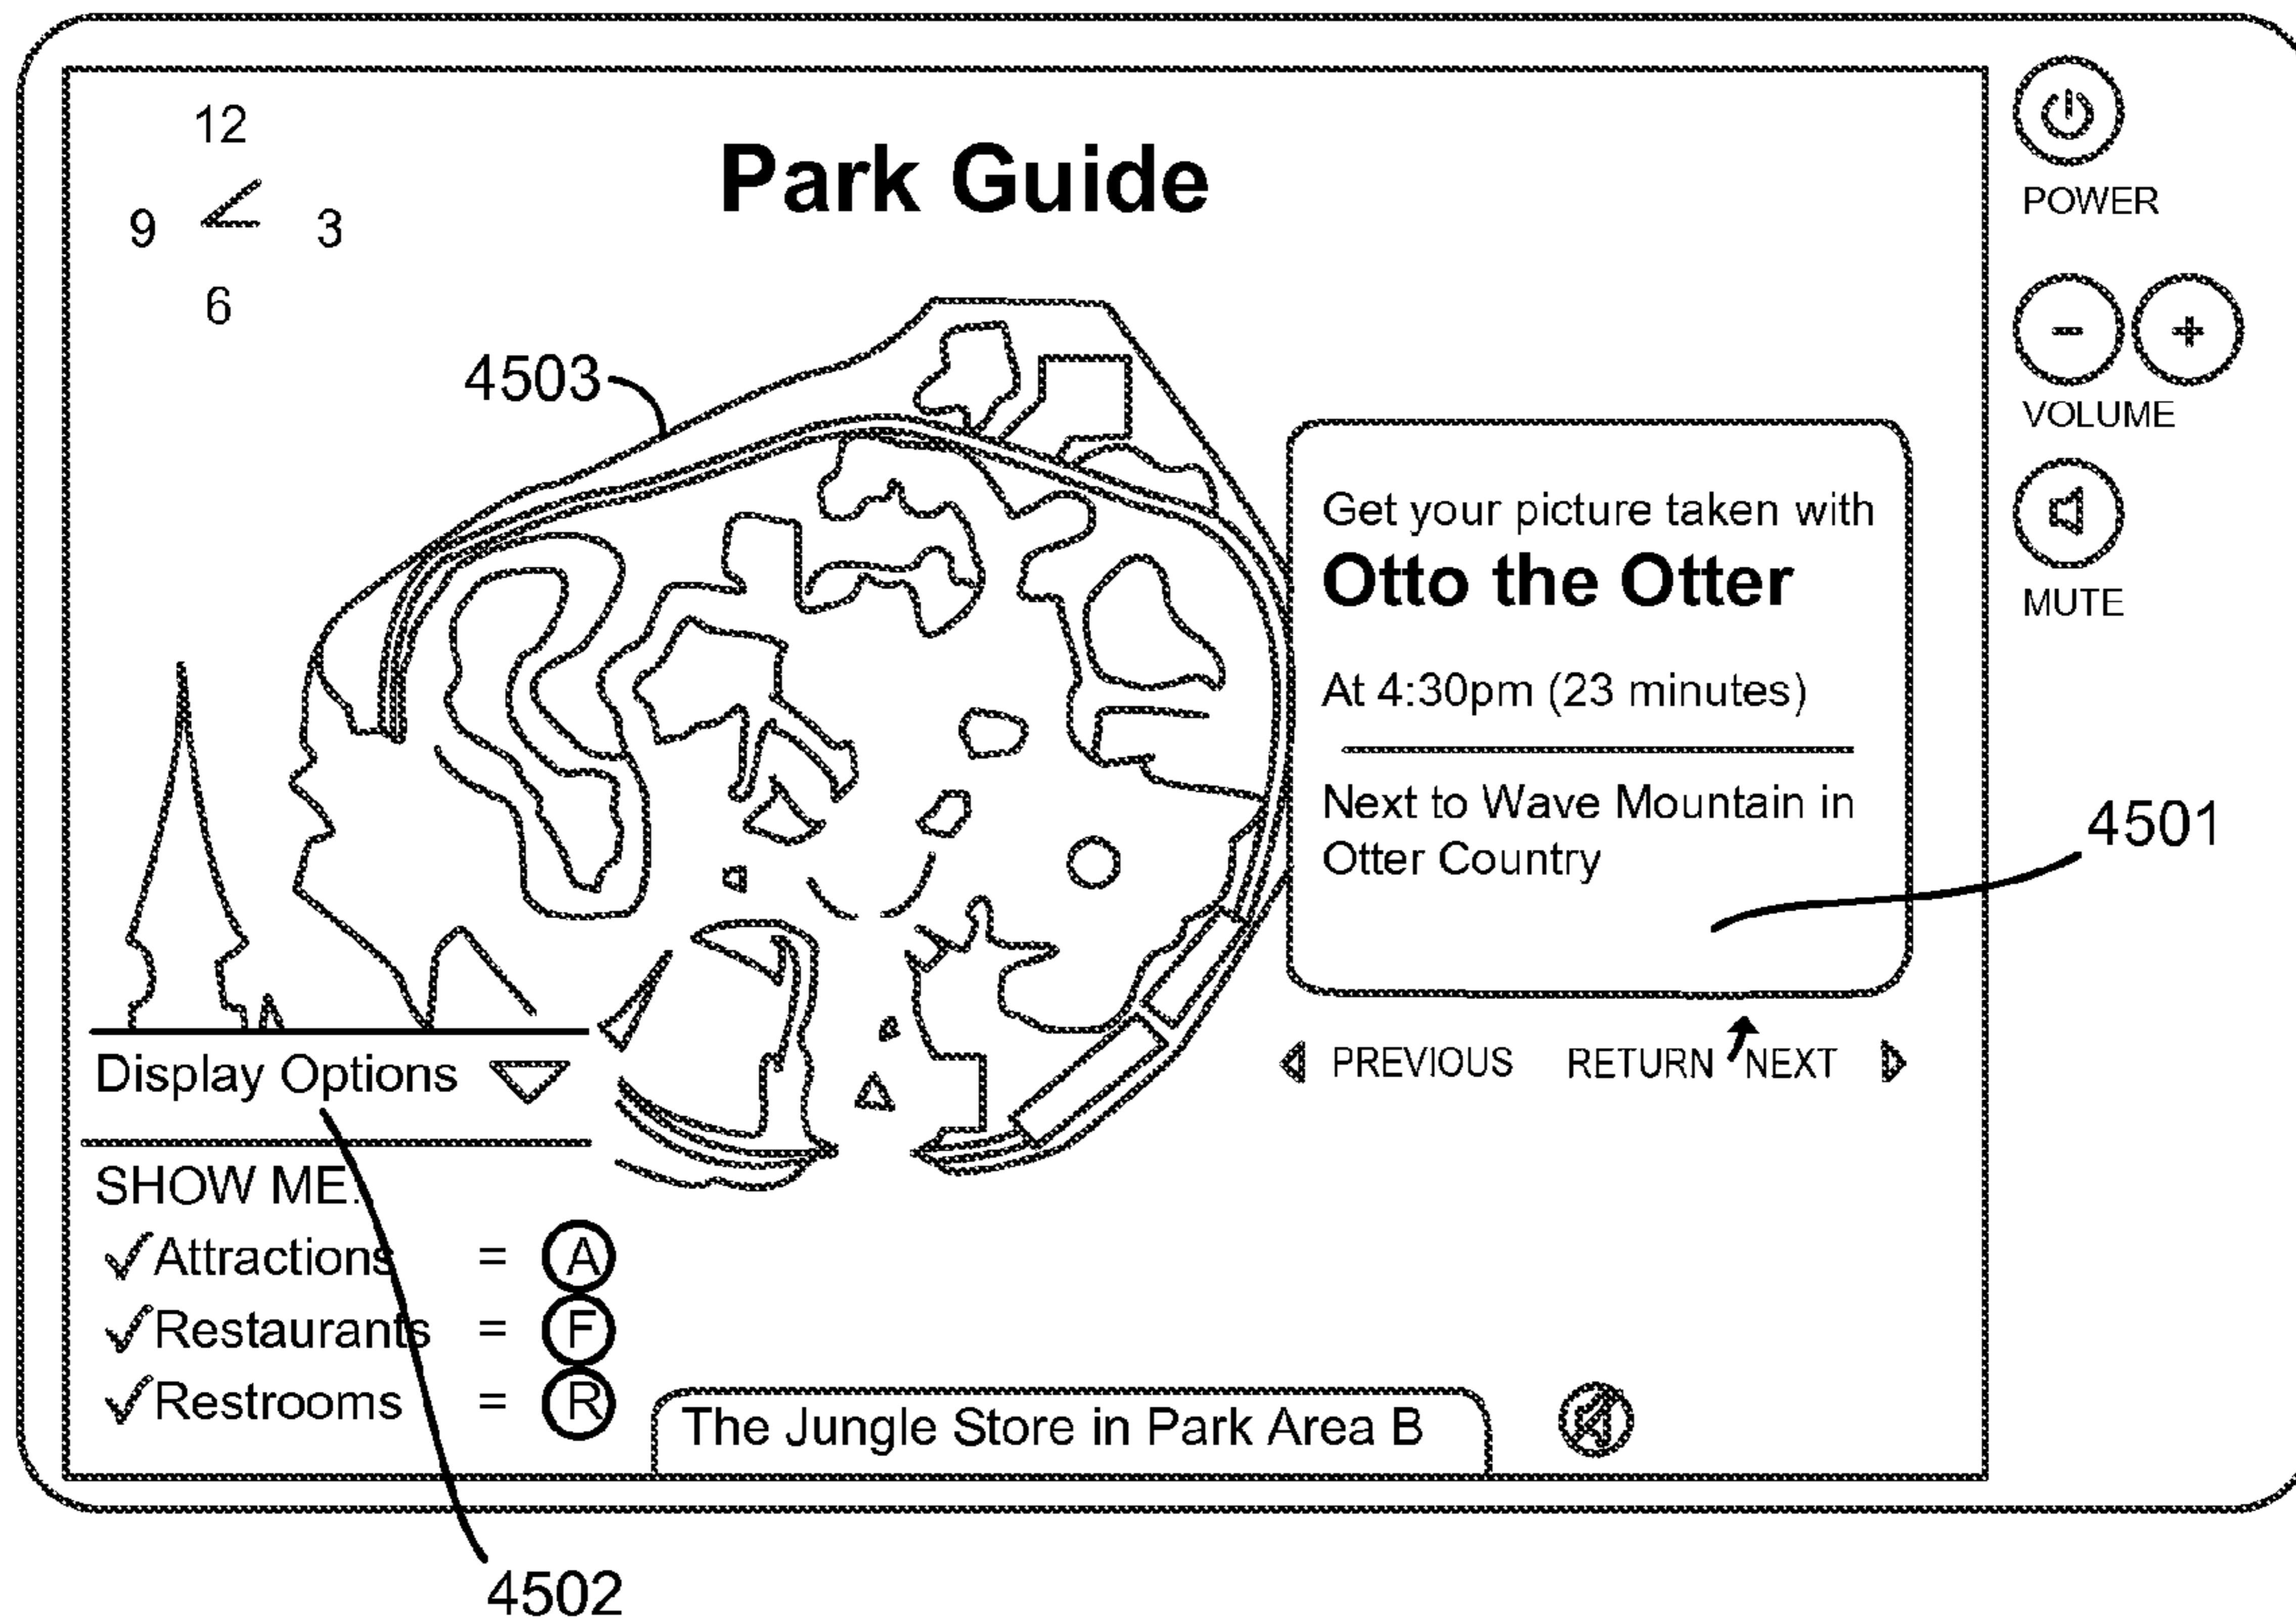 12
9 3
6
Park Guide
POWER
- +
VOLUME
MUTE
4503
Get your picture taken with
Otto the Otter
At 4:30pm (23 minutes)
Next to Wave Mountain in
Otter Country
4501
PREVIOUS RETURN NEXT
Display Options
SHOW ME:
Attractions = A
Restaurants = F
Restrooms = R
The Jungle Store in Park Area B
4502